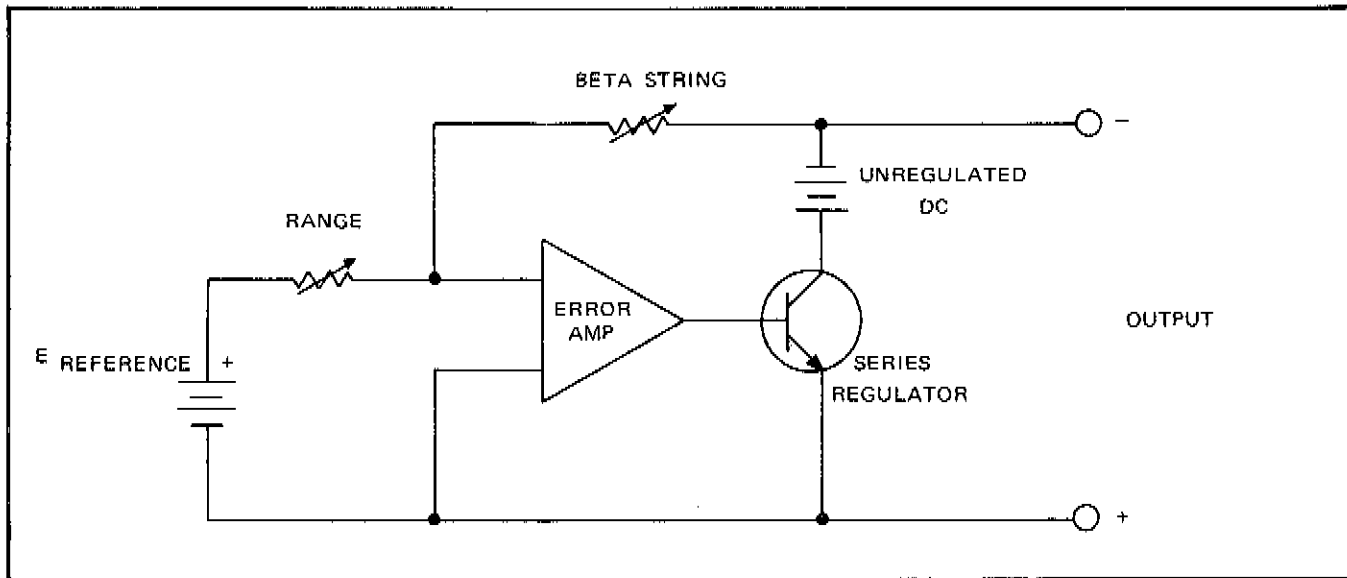 BETA STRING
−
UNREGULATED
DC
RANGE
ERROR
AMP
OUTPUT
E REFERENCE +
SERIES
REGULATOR
+